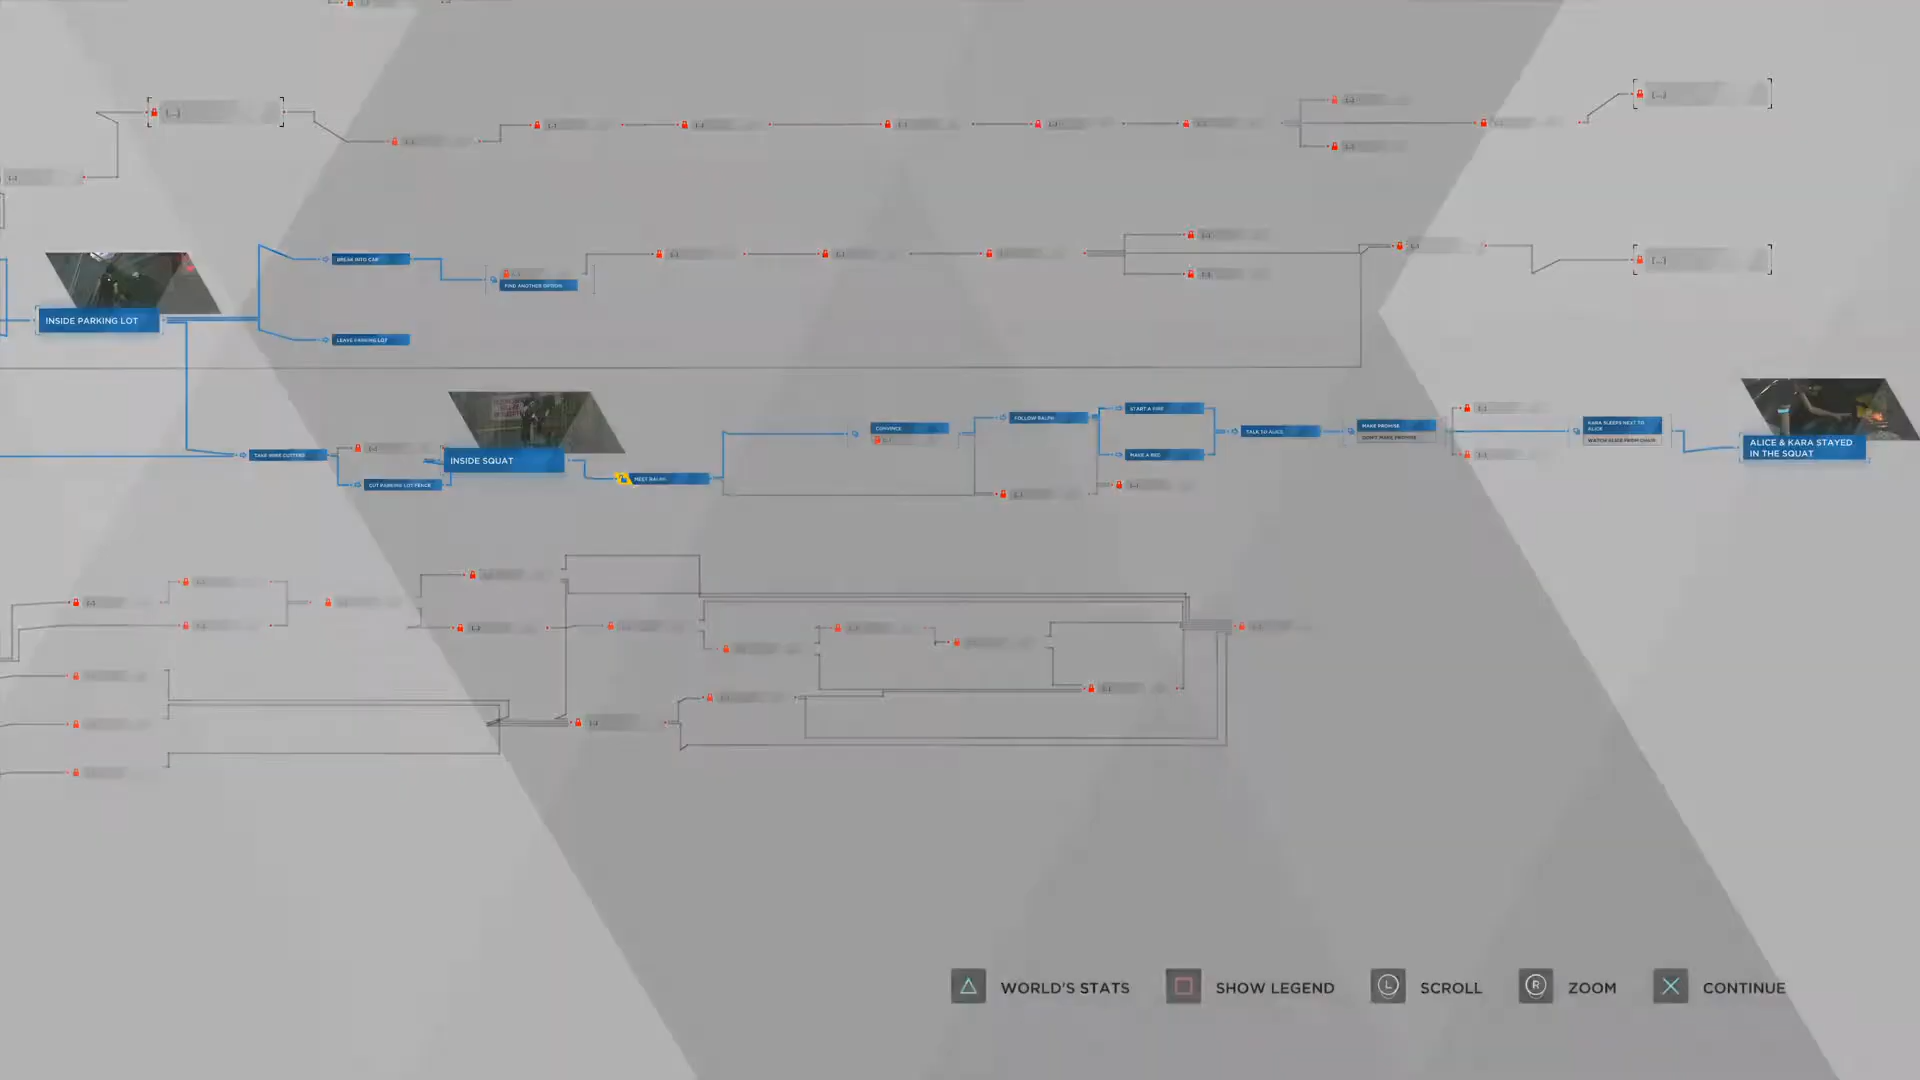 BREAK INTO CAR
FIND ANOTHER OPTION
INSIDE PARKING LOT
LEAVE PARKING LOT
START A FIRE
FOLLOW RALPH
CONVINCE
TALK TO ALICE
MAKE PROMISE
DON'T MAKE PROMISE
KARA SLEEPS NEXT TO
ALICE
WATCH ALICE FROM CHAIR
ALICE & KARA STAYED
IN THE SQUAT
TAKE WIRE CUTTERS
INSIDE SQUAT
MAKE A BED
CUT PARKING LOT FENCE
MEET RALPH
WORLD'S STATS
SHOW LEGEND
L
SCROLL
R
ZOOM
CONTINUE